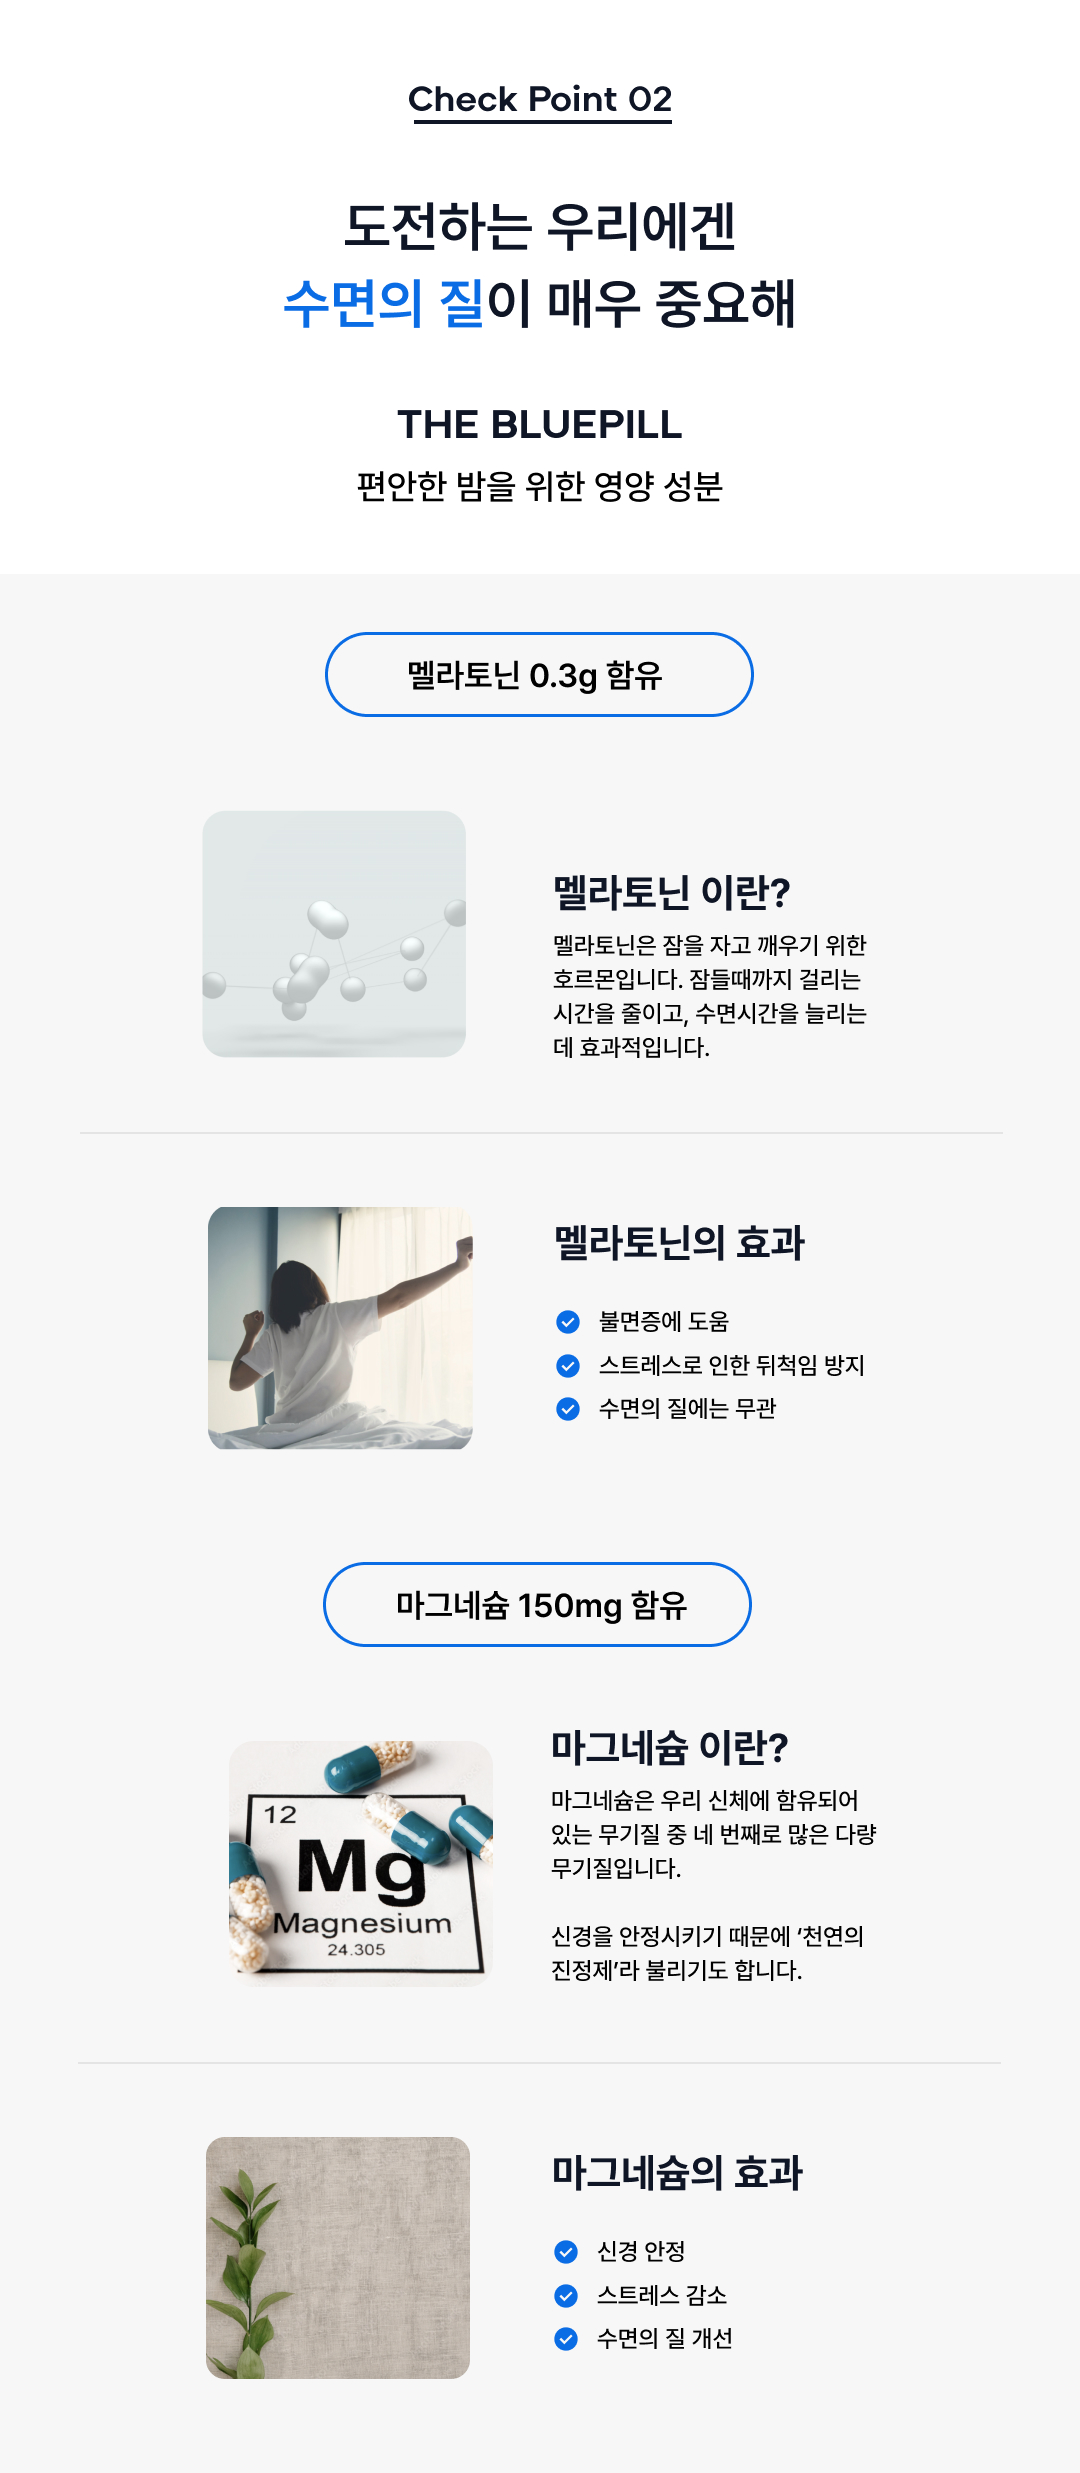 Check Point 02
도전하는 우리에겐
수면의 질이 매우 중요해
THE BLUEPILL
편안한 밤을 위한 영양 성분
멜라토닌 0.3g 함유
멜라토닌 이란?
멜라토닌은 잠을 자고 깨우기 위한
호르몬입니다. 잠들때까지 걸리는
시간을 줄이고, 수면시간을 늘리는
데 효과적입니다.
멜라토닌의 효과
불면증에 도움
스트레스로 인한 뒤척임 방지
수면의 질에는 무관
마그네슘 150mg 함유
12
Mg
Magnesium
24.305
마그네슘 이란?
마그네슘은 우리 신체에 함유되어
있는 무기질 중 네 번째로 많은 다량
무기질입니다.
신경을 안정시키기 때문에 ‘천연의
진정제’라 불리기도 합니다.
마그네슘의 효과
신경 안정
스트레스 감소
수면의 질 개선